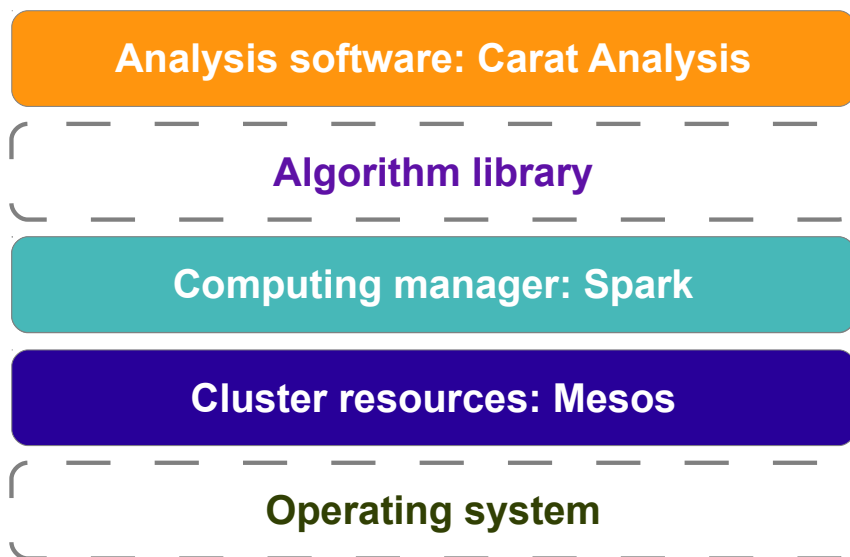 Analysis software: Carat Analysis
Algorithm library
Computing manager: Spark
Cluster resources: Mesos
Operating system